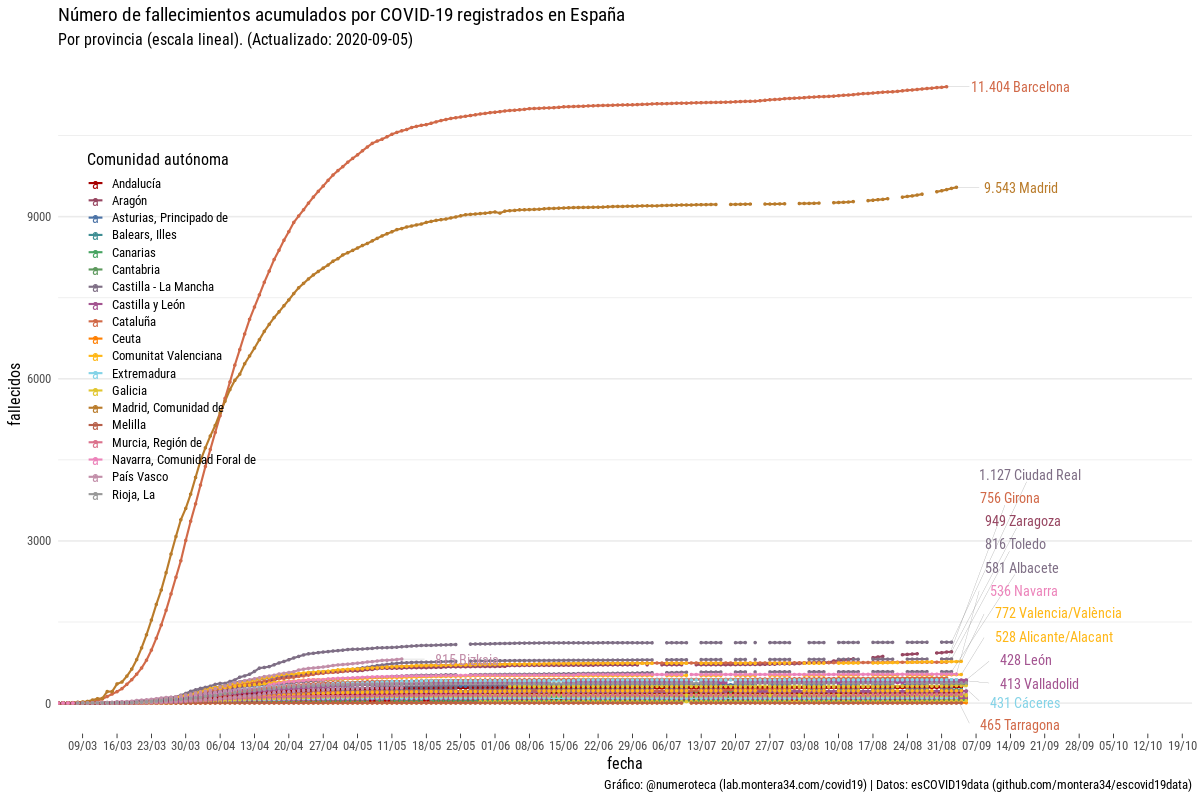 Número de fallecimientos acumulados por COVID-19 registrados en España
Por provincia (escala lineal). (Actualizado: 2020-09-05)
11.404 Barcelona
Comunidad autónoma
Andalucía
Aragón
Asturias, Principado de
Balears, Illes
Canarias
Cantabria
Castilla - La Mancha
Castilla y León
Cataluña
Ceuta
Comunitat Valenciana
Extremadura
Galicia
Madrid, Comunidad de
Melilla
Murcia, Región de
Navarra, Comunidad Foral de
País Vasco
Rioja, La
9.543 Madrid
9000
6000
3000
0
fallecidos
1.127 Ciudad Real
756 Girona
949 Zaragoza
816 Toledo
581 Albacete
536 Navarra
772 Valencia/València
528 Alicante/Alacant
815 Bizkaia
428 León
413 Valladolid
431 Cáceres
465 Tarragona
09/03 16/03 23/03 30/03 06/04 13/04 20/04 27/04 04/05 11/05 18/05 25/05 01/06 08/06 15/06 22/06 29/06 06/07 13/07 20/07 27/07 03/08 10/08 17/08 24/08 31/08 07/09 14/09 21/09 28/09 05/10 12/10 19/10
fecha
Gráfico: @numeroteca (lab.montera34.com/covid19) | Datos: esCOVID19data (github.com/montera34/escovid19data)